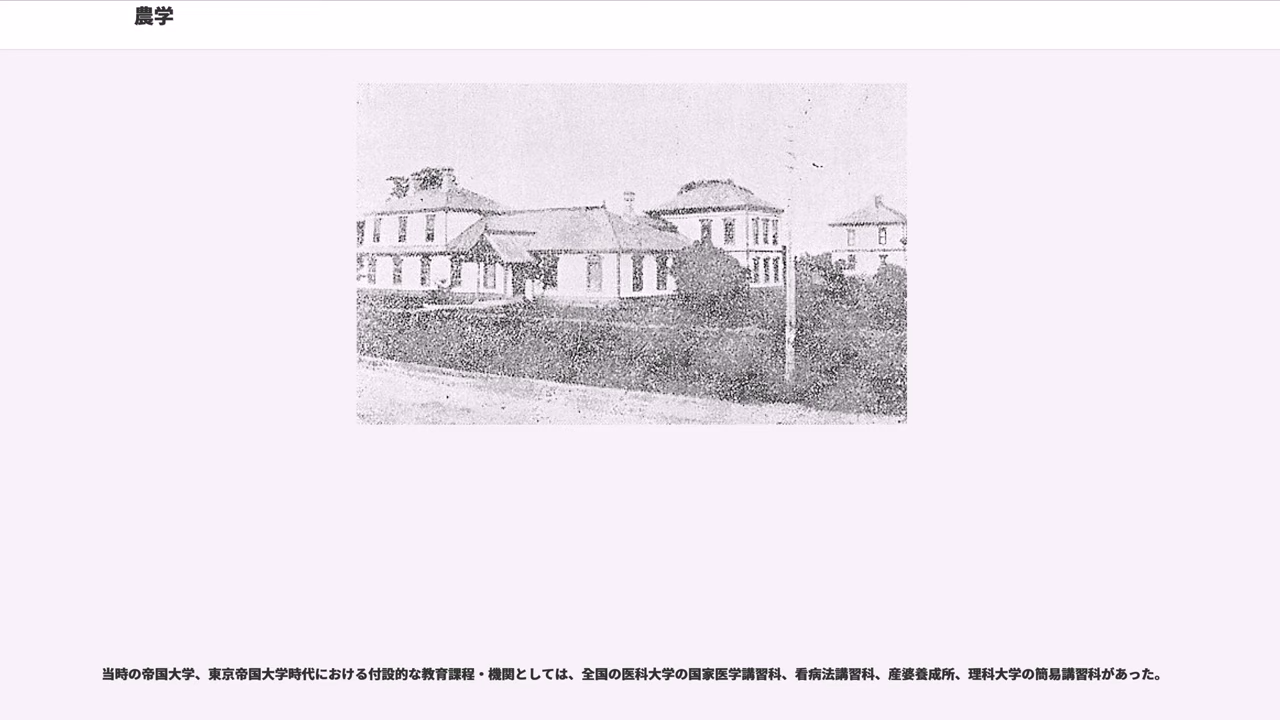 農学
当時の帝国大学、東京帝国大学時代における付設的な教育課程・機関としては、全国の医科大学の国家医学講習科、看病法講習科、産婆養成所、理科大学の簡易講習科があった。